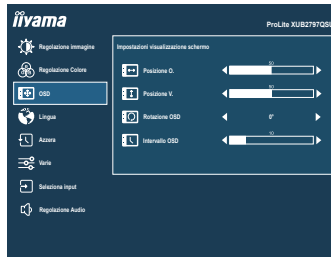 iiyama
ProLite XUB2797QSU
Regolazione immagine
Regolazione Colore
OSD
Lingua
Azzera
Varie
Seleziona input
Regolazione Audio
Impostazioni visualizzazione schermo
Posizione O.
50
Posizione V.
50
Rotazione OSD
0°
Intervallo OSD
10